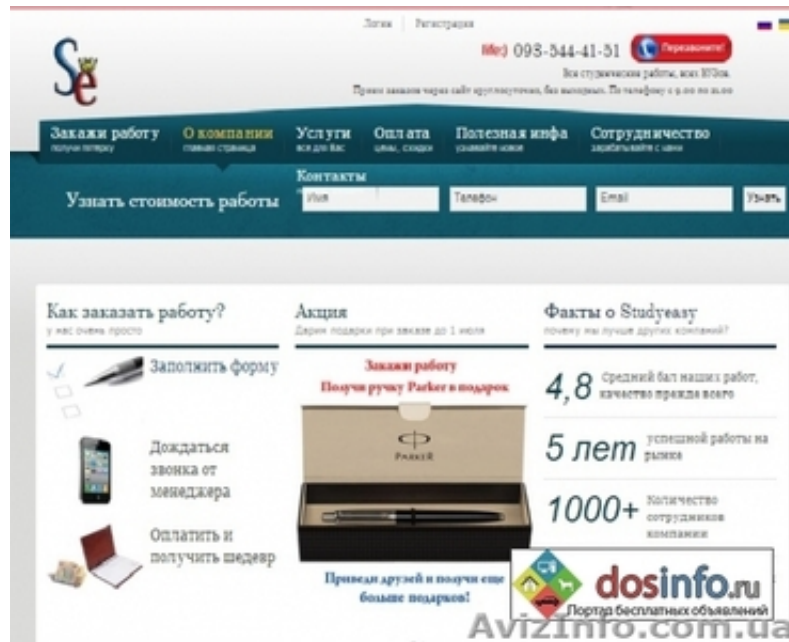 Логин Регистрация
Se
life:) 093-544-41-51 Перезвоните!
Все студенческие работы, всех ВУЗов.
Прием заказов через сайт круглосуточно, без выходных. По телефону с 9.00 по 21.00
Закажи работу О компании Услуги Оплата Полезная инфа Сотрудничество
получи пятерку главная страница все для Вас цены, скидки узнавайте новое зарабатывайте с нами
Контакты
Узнать стоимость работы Имя Телефон Email Узнать
Как заказать работу?
у нас очень просто
Заполнить форму
Дождаться
звонка от
менеджера
Оплатить и
получить шедевр
Акция
Дарим подарки при заказе до 1 июля
Закажи работу
Получи ручку Parker в подарок
PARKER
Приведи друзей и получи еще
больше подарков!
Факты о Studyeasy
почему мы лучше других компаний?
4,8 Средний бал наших работ,
качество прежде всего
5 лет успешной работы на
рынке
1000+ Количество
сотрудников
компании
dosinfo.ru
Портал бесплатных объявлений
AvizInfo.com.ua